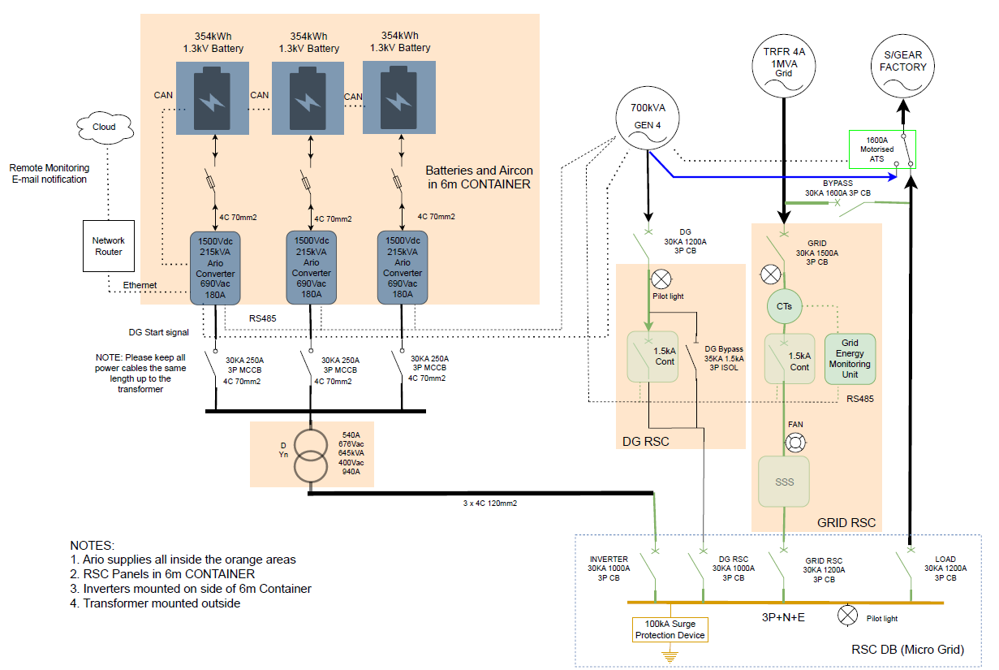 354kWh
1.3kV Battery
354kWh
1.3kV Battery
354kWh
1.3kV Battery
CAN
CAN
CAN
Cloud
Remote Monitoring
E-mail notification
Batteries and Aircon
in 6m CONTAINER
4C 70mm2
4C 70mm2
4C 70mm2
Network
Router
Ethernet
1500Vdc
215kVA
Ario
Converter
690Vac
180A
1500Vdc
215kVA
Ario
Converter
690Vac
180A
1500Vdc
215kVA
Ario
Converter
690Vac
180A
RS485
DG Start signal
NOTE: Please keep all
power cables the same
length up to the
transformer
30KA 250A
3P MCCB
4C 70mm2
30KA 250A
3P MCCB
4C 70mm2
30KA 250A
3P MCCB
4C 70mm2
D
Yn
540A
676Vac
645kVA
400Vac
940A
3 x 4C 120mm2
700kVA
GEN 4
TRFR 4A
1MVA
Grid
S/GEAR
FACTORY
1600A
Motorised
ATS
BYPASS
30KA 1600A 3P CB
DG
30KA 1200A
3P CB
GRID
30KA 1500A
3P CB
Pilot light
CTs
1.5kA
Cont
DG Bypass
35KA 1.5kA
3P ISOL
1.5kA
Cont
Grid
Energy
Monitoring
Unit
RS485
FAN
DG RSC
SSS
GRID RSC
INVERTER
30KA 1000A
3P CB
DG RSC
30KA 1000A
3P CB
GRID RSC
30KA 1200A
3P CB
LOAD
30KA 1200A
3P CB
100kA Surge
Protection Device
3P+N+E
Pilot light
RSC DB (Micro Grid)
NOTES:
1. Ario supplies all inside the orange areas
2. RSC Panels in 6m CONTAINER
3. Inverters mounted on side of 6m Container
4. Transformer mounted outside